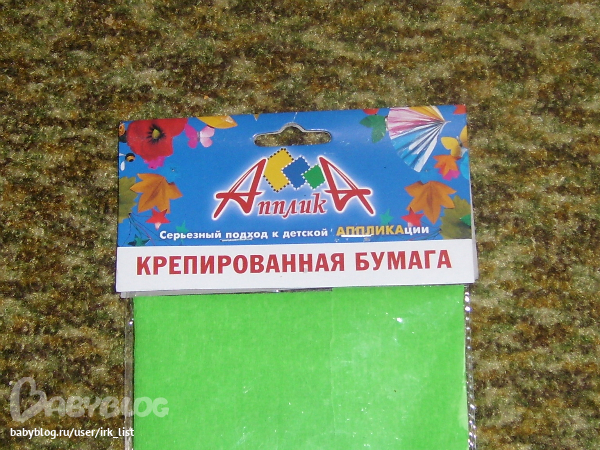 АппликА
Серьезный подход к детской АППЛИКАции
КРЕПИРОВАННАЯ БУМАГА
BABYBLOG
babyblog.ru/user/irk_list